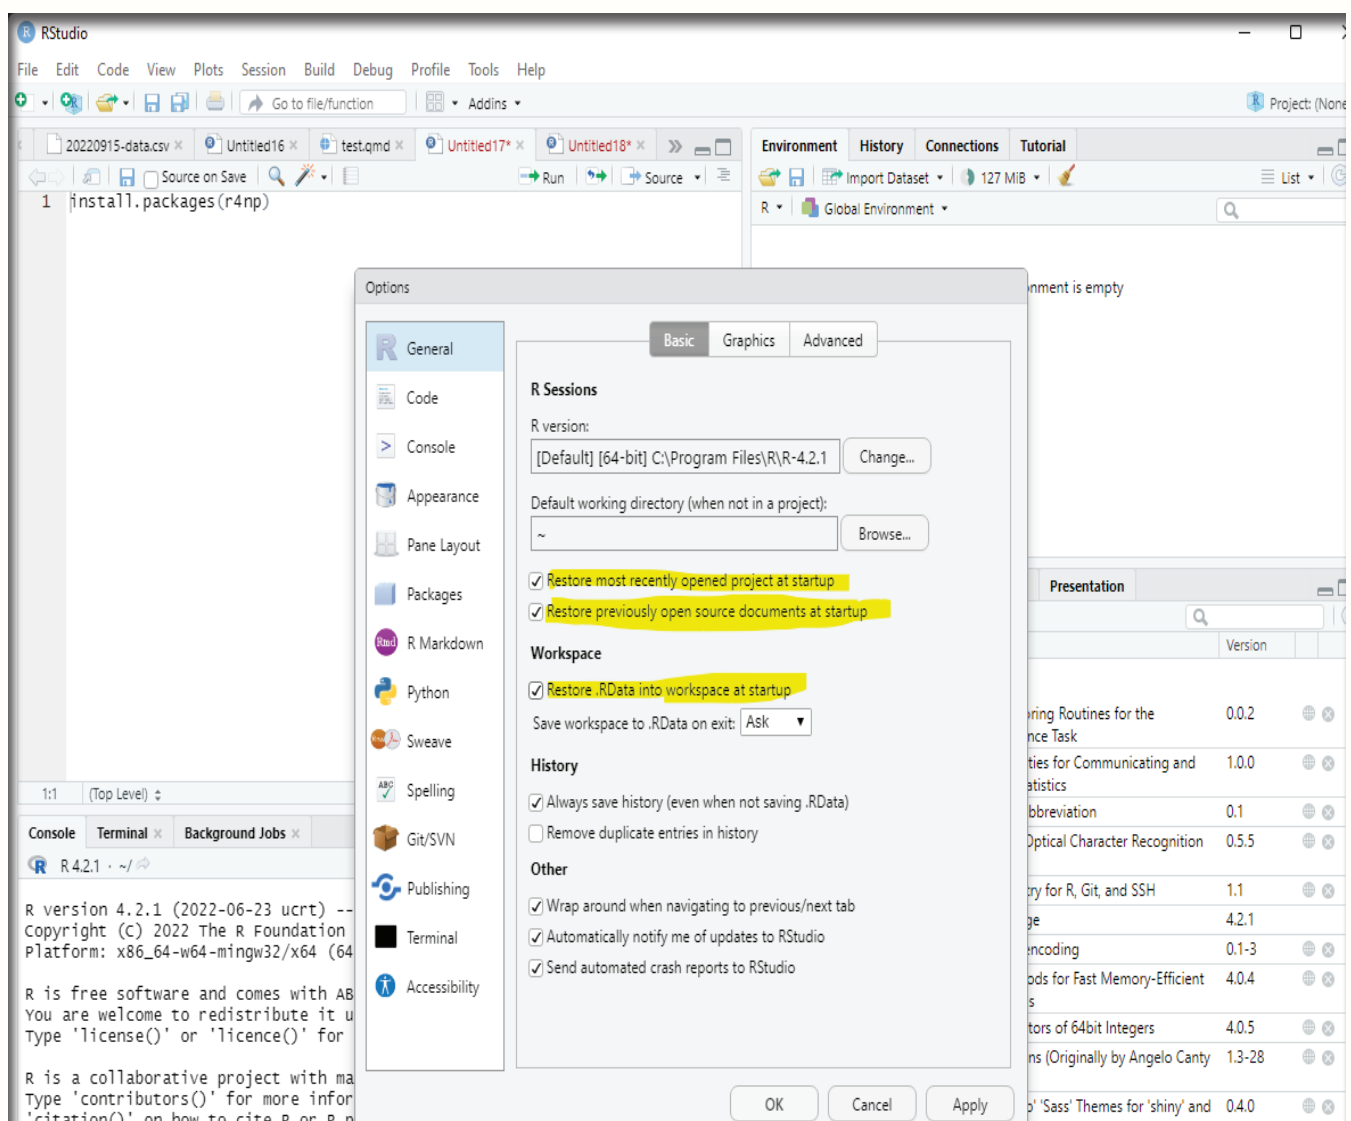 RStudio
File Edit Code View Plots Session Build Debug Profile Tools Help
Go to file/function Addins Project: (None
20220915-data.csv Untitled16 test.qmd Untitled17* Untitled18*
Source on Save Run Source
1 install.packages(r4np)
Environment History Connections Tutorial
Import Dataset 127 MiB List
R Global Environment
nment is empty
Options
General
Code
Console
Appearance
Pane Layout
Packages
R Markdown
Python
Sweave
Spelling
Git/SVN
Publishing
Terminal
Accessibility
Basic Graphics Advanced
R Sessions
R version:
[Default] [64-bit] C:\Program Files\R\R-4.2.1 Change...
Default working directory (when not in a project):
~ Browse...
Restore most recently opened project at startup
Restore previously open source documents at startup
Workspace
Restore .RData into workspace at startup
Save workspace to .RData on exit: Ask
History
Always save history (even when not saving .RData)
Remove duplicate entries in history
Other
Wrap around when navigating to previous/next tab
Automatically notify me of updates to RStudio
Send automated crash reports to RStudio
OK Cancel Apply
1:1 (Top Level)
Console Terminal Background Jobs
R 4.2.1 · ~/
R version 4.2.1 (2022-06-23 ucrt) --
Copyright (C) 2022 The R Foundation
Platform: x86_64-w64-mingw32/x64 (64
R is free software and comes with AB
You are welcome to redistribute it u
Type 'license()' or 'licence()' for
R is a collaborative project with ma
Type 'contributors()' for more infor
'citation()' on how to cite R or R p
Presentation
Version
ring Routines for the 0.0.2
nce Task
ties for Communicating and 1.0.0
atistics
bbreviation 0.1
Optical Character Recognition 0.5.5
try for R, Git, and SSH 1.1
ge 4.2.1
encoding 0.1-3
ods for Fast Memory-Efficient 4.0.4
s
tors of 64bit Integers 4.0.5
ns (Originally by Angelo Canty 1.3-28
' 'Sass' Themes for 'shiny' and 0.4.0